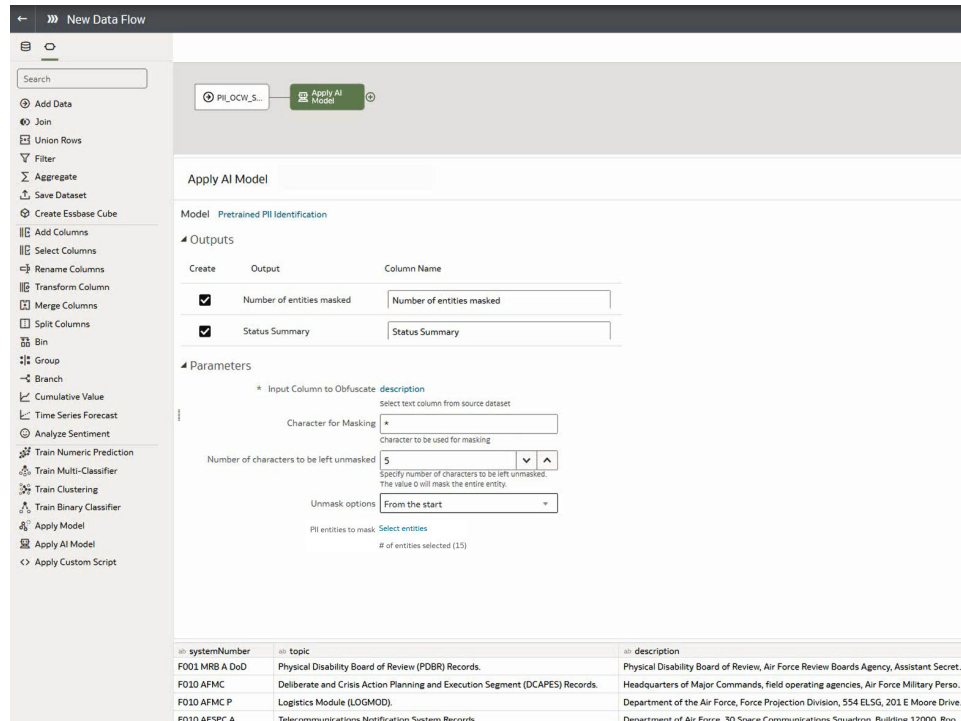 New Data Flow
Search
Add Data
Join
Union Rows
Filter
Aggregate
Save Dataset
Create Essbase Cube
Add Columns
Select Columns
Rename Columns
Transform Column
Merge Columns
Split Columns
Bin
Group
Branch
Cumulative Value
Time Series Forecast
Analyze Sentiment
Train Numeric Prediction
Train Multi-Classifier
Train Clustering
Train Binary Classifier
Apply Model
Apply AI Model
Apply Custom Script
PII_OCW_S...
Apply AI Model
Apply AI Model
Model Pretrained PII Identification
Outputs
Create Output Column Name
Number of entities masked Number of entities masked
Status Summary Status Summary
Parameters
* Input Column to Obfuscate description
Select text column from source dataset
Character for Masking *
Character to be used for masking
Number of characters to be left unmasked 5
Specify number of characters to be left unmasked.
The value 0 will mask the entire entity.
Unmask options From the start
PII entities to mask Select entities
# of entities selected (15)
ab systemNumber ab topic ab description
F001 MRB A DoD Physical Disability Board of Review (PDBR) Records. Physical Disability Board of Review, Air Force Review Boards Agency, Assistant Secret.
F010 AFMC Deliberate and Crisis Action Planning and Execution Segment (DCAPES) Records. Headquarters of Major Commands, field operating agencies, Air Force Military Perso.
F010 AFMC P Logistics Module (LOGMOD). Department of the Air Force, Force Projection Division, 554 ELSG, 201 E Moore Drive.
F010 AFSPC A Telecommunications Notification System Records. Department of Air Force, 30 Space Communications Squadron, Building 12000, Roo